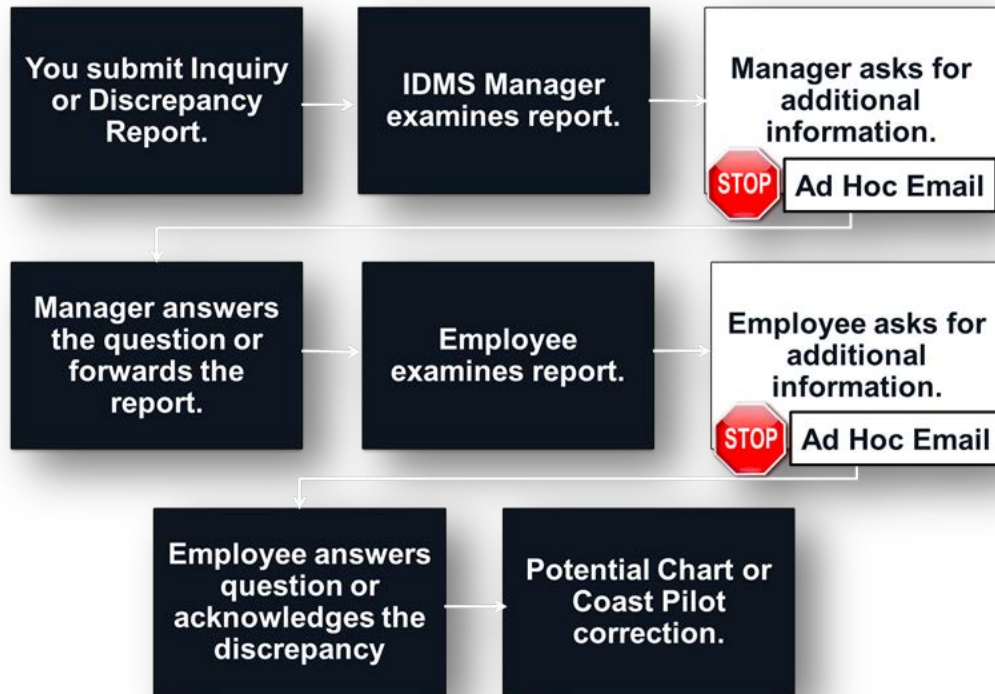 You submit Inquiry
or Discrepancy
Report.
IDMS Manager
examines report.
Manager asks for
additional
information.
STOP
Ad Hoc Email
Manager answers
the question or
forwards the
report.
Employee
examines report.
Employee asks for
additional
information.
STOP
Ad Hoc Email
Employee answers
question or
acknowledges the
discrepancy
Potential Chart or
Coast Pilot
correction.